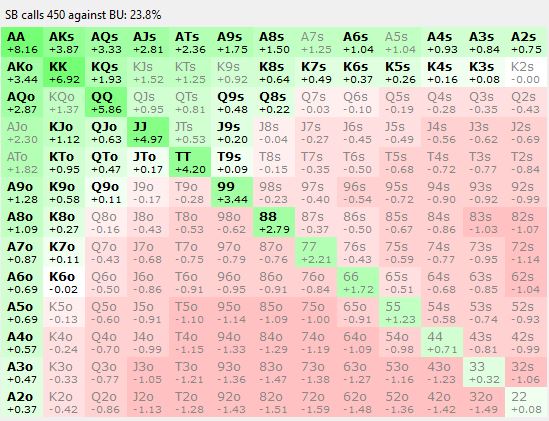 SB calls 450 against BU: 23.8%
AA AKs AQs AJs ATs A9s A8s A7s A6s A5s A4s A3s A2s
+8.16 +3.87 +3.33 +2.81 +2.36 +1.75 +1.50 +1.25 +1.04 +1.04 +0.93 +0.84 +0.75
AKo KK KQs KJs KTs K9s K8s K7s K6s K5s K4s K3s K2s
+3.44 +6.92 +1.93 +1.52 +1.25 +0.92 +0.64 +0.49 +0.37 +0.26 +0.16 +0.08 -0.00
AQo KQo QQ QJs QTs Q9s Q8s Q7s Q6s Q5s Q4s Q3s Q2s
+2.87 +1.37 +5.86 +0.95 +0.81 +0.48 +0.22 -0.03 -0.10 -0.19 -0.28 -0.35 -0.43
AJo KJo QJo JJ JTs J9s J8s J7s J6s J5s J4s J3s J2s
+2.30 +1.12 +0.63 +4.97 +0.53 +0.20 -0.04 -0.27 -0.45 -0.49 -0.56 -0.62 -0.69
ATo KTo QTo JTo TT T9s T8s T7s T6s T5s T4s T3s T2s
+1.82 +0.95 +0.47 +0.17 +4.20 +0.09 -0.15 -0.35 -0.50 -0.68 -0.72 -0.77 -0.84
A9o K9o Q9o J9o T9o 99 98s 97s 96s 95s 94s 93s 92s
+1.28 +0.58 +0.11 -0.17 -0.28 +3.44 -0.23 -0.40 -0.54 -0.72 -0.90 -0.94 -0.97
A8o K8o Q8o J8o T8o 98o 88 87s 86s 85s 84s 83s 82s
+1.09 +0.27 -0.16 -0.43 -0.53 -0.62 +2.79 -0.37 -0.50 -0.67 -0.86 -1.03 -1.07
A7o K7o Q7o J7o T7o 97o 87o 77 76s 75s 74s 73s 72s
+0.85 +0.11 -0.43 -0.68 -0.75 -0.79 -0.76 +2.21 -0.43 -0.59 -0.77 -0.95 -1.14
A6o K6o Q6o J6o T6o 96o 86o 76o 66 65s 64s 63s 62s
+0.69 -0.02 -0.50 -0.86 -0.91 -0.95 -0.91 -0.84 +1.72 -0.51 -0.68 -0.85 -1.04
A5o K5o Q5o J5o T5o 95o 85o 75o 65o 55 54s 53s 52s
+0.69 -0.13 -0.60 -0.91 -1.10 -1.14 -1.09 -1.00 -0.91 +1.23 -0.58 -0.74 -0.93
A4o K4o Q4o J4o T4o 94o 84o 74o 64o 54o 44 43s 42s
+0.57 -0.24 -0.70 -0.99 -1.15 -1.33 -1.29 -1.19 -1.09 -0.98 +0.71 -0.81 -0.99
A3o K3o Q3o J3o T3o 93o 83o 73o 63o 53o 43o 33 32s
+0.47 -0.33 -0.77 -1.05 -1.21 -1.36 -1.47 -1.38 -1.27 -1.16 -1.23 +0.32 -1.06
A2o K2o Q2o J2o T2o 92o 82o 72o 62o 52o 42o 32o 22
+0.37 -0.42 -0.86 -1.13 -1.28 -1.43 -1.51 -1.59 -1.48 -1.36 -1.42 -1.49 +0.08